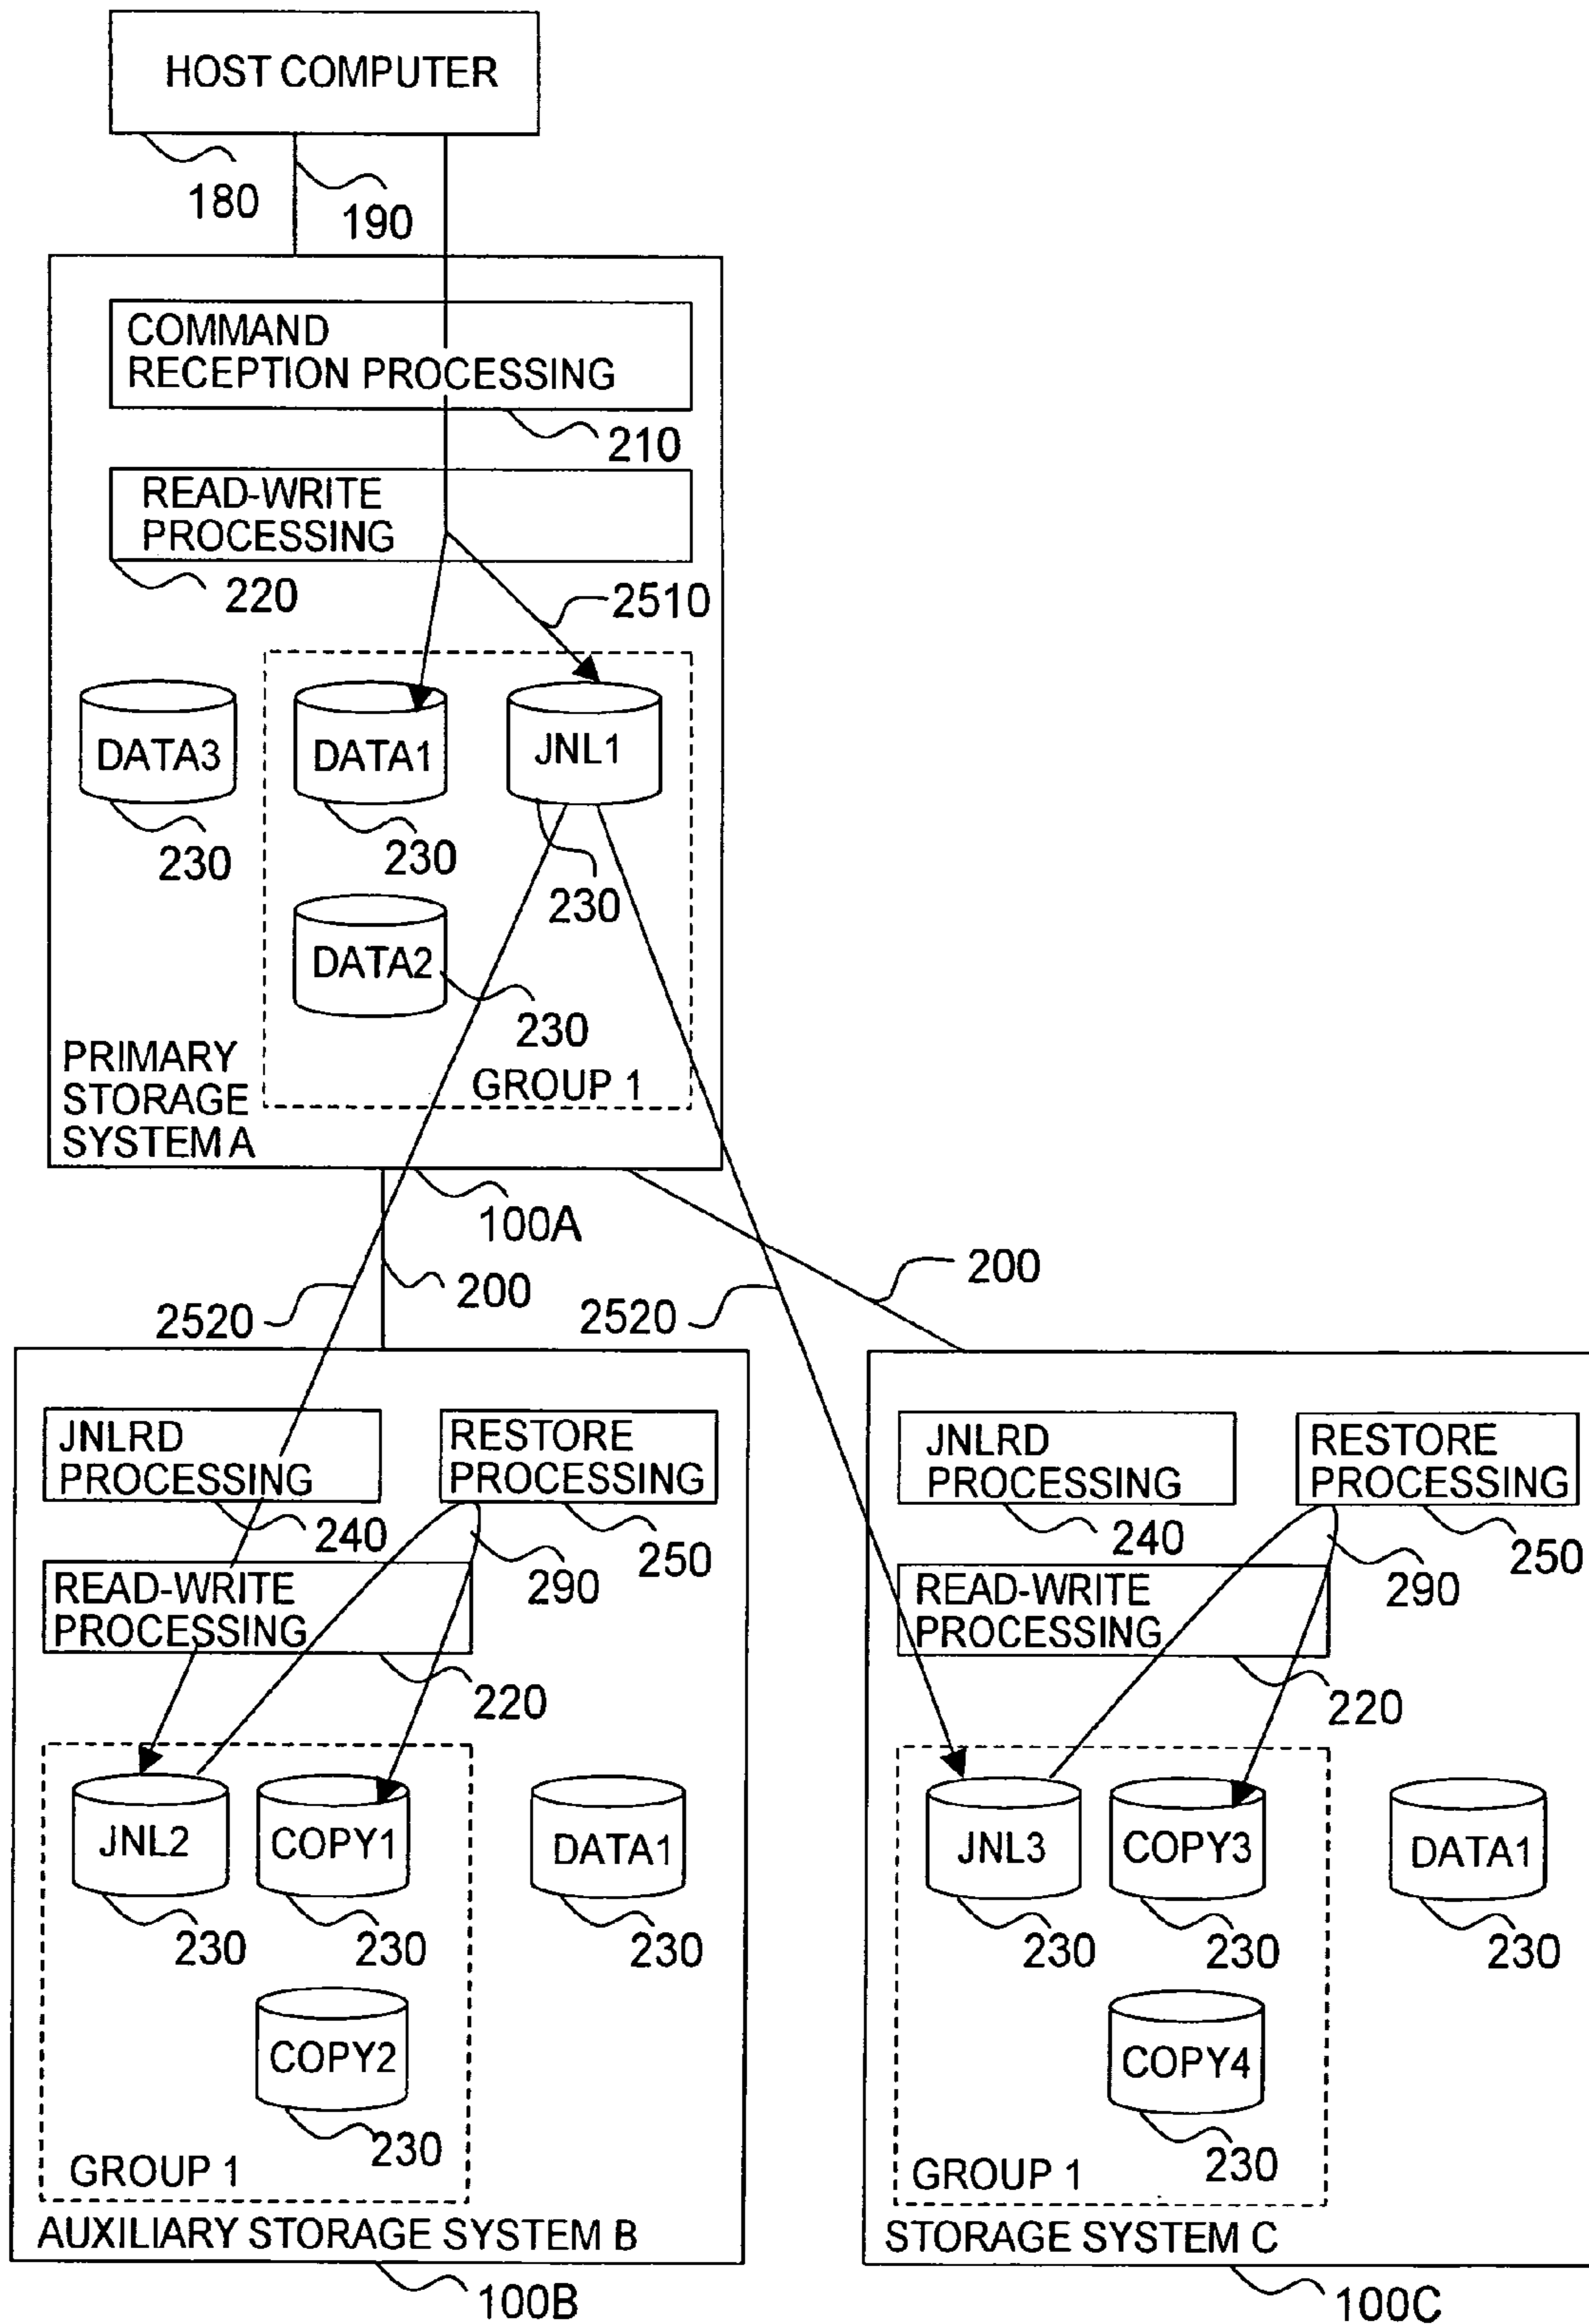 HOST COMPUTER
180
190
COMMAND
RECEPTION PROCESSING
210
READ-WRITE
PROCESSING
220
2510
DATA3
DATA1
JNL1
230
230
230
DATA2
230
PRIMARY
STORAGE
SYSTEM A
GROUP 1
100A
200
200
2520
2520
JNLRD
PROCESSING
RESTORE
PROCESSING
240
250
290
READ-WRITE
PROCESSING
220
JNL2
COPY1
DATA1
230
230
230
COPY2
230
GROUP 1
AUXILIARY STORAGE SYSTEM B
100B
JNLRD
PROCESSING
RESTORE
PROCESSING
240
250
290
READ-WRITE
PROCESSING
220
JNL3
COPY3
DATA1
230
230
230
COPY4
230
GROUP 1
STORAGE SYSTEM C
100C